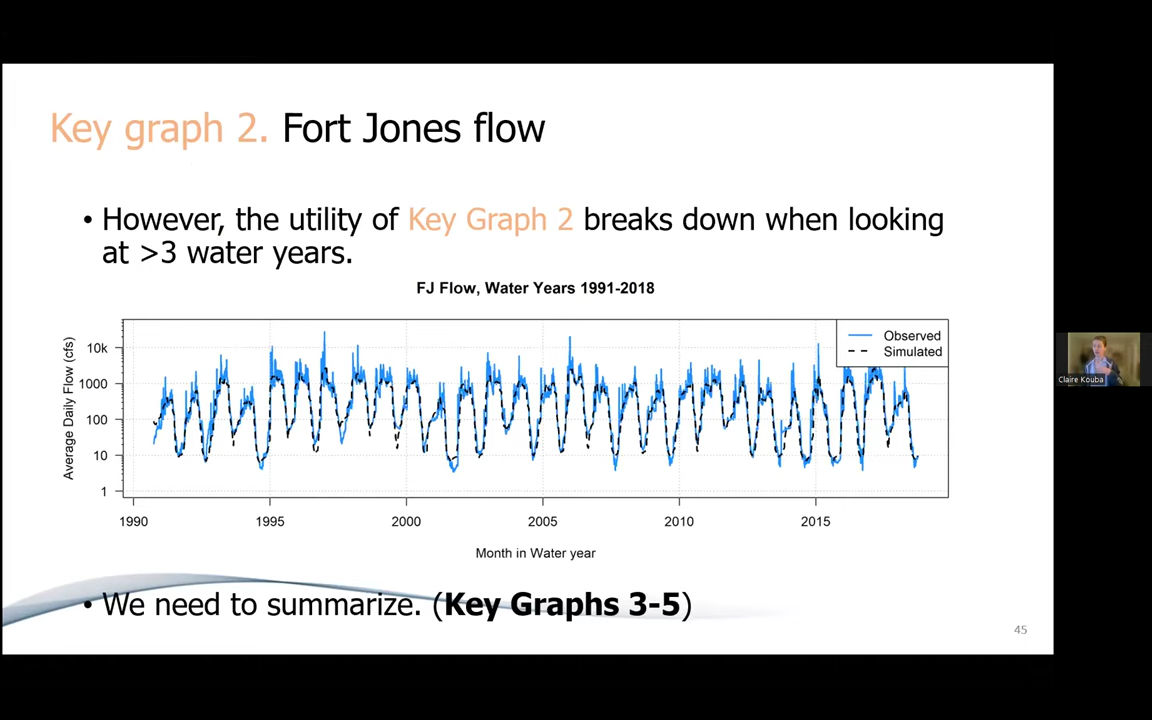 Key graph 2. Fort Jones flow
• However, the utility of Key Graph 2 breaks down when looking
at >3 water years.
FJ Flow, Water Years 1991-2018
Average Daily Flow (cfs)
10k
1000
100
10
1
Observed
Simulated
1990
1995
2000
2005
2010
2015
Month in Water year
• We need to summarize. (Key Graphs 3-5)
45
Claire Kouba